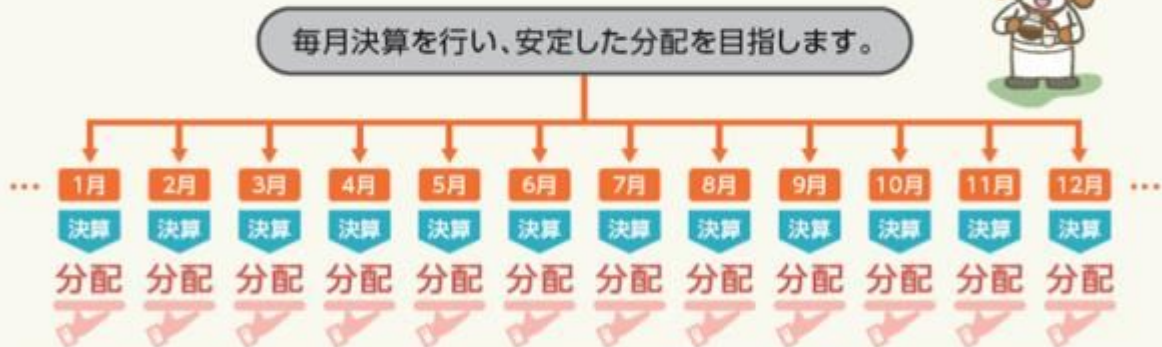 毎月決算を行い、安定した分配を目指します。
… 1月 2月 3月 4月 5月 6月 7月 8月 9月 10月 11月 12月 …
決算 決算 決算 決算 決算 決算 決算 決算 決算 決算 決算 決算
分配 分配 分配 分配 分配 分配 分配 分配 分配 分配 分配 分配